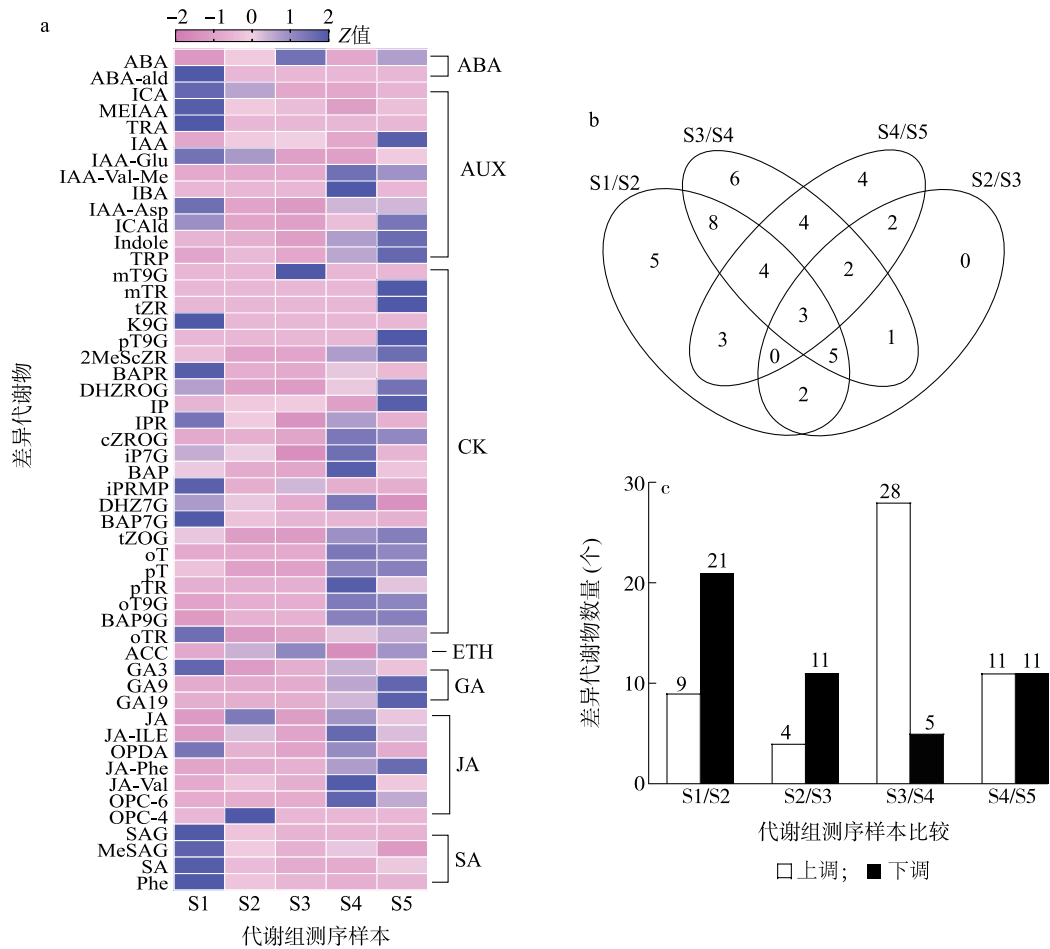 a
−2 −1 0 1 2 Z值
差异代谢物
ABA
ABA-ald
ICA
MEIAA
TRA
IAA
IAA-Glu
IAA-Val-Me
IBA
IAA-Asp
ICAld
Indole
TRP
mT9G
mTR
tZR
K9G
pT9G
2MeScZR
BAPR
DHZROG
IP
IPR
cZROG
iP7G
BAP
iPRMP
DHZ7G
BAP7G
tZOG
oT
pT
pTR
oT9G
BAP9G
oTR
ACC
GA3
GA9
GA19
JA
JA-ILE
OPDA
JA-Phe
JA-Val
OPC-6
OPC-4
SAG
MeSAG
SA
Phe
ABA
AUX
CK
ETH
GA
JA
SA
S1 S2 S3 S4 S5
代谢组测序样本
b
S3/S4 S4/S5
S1/S2 S2/S3
6 4
8 4 2
5 0
4 2
3
3 1
0 5
2
c
差异代谢物数量 (个)
30
20
10
0
9 21
4 11
28 5
11 11
S1/S2 S2/S3 S3/S4 S4/S5
代谢组测序样本比较
上调; 下调